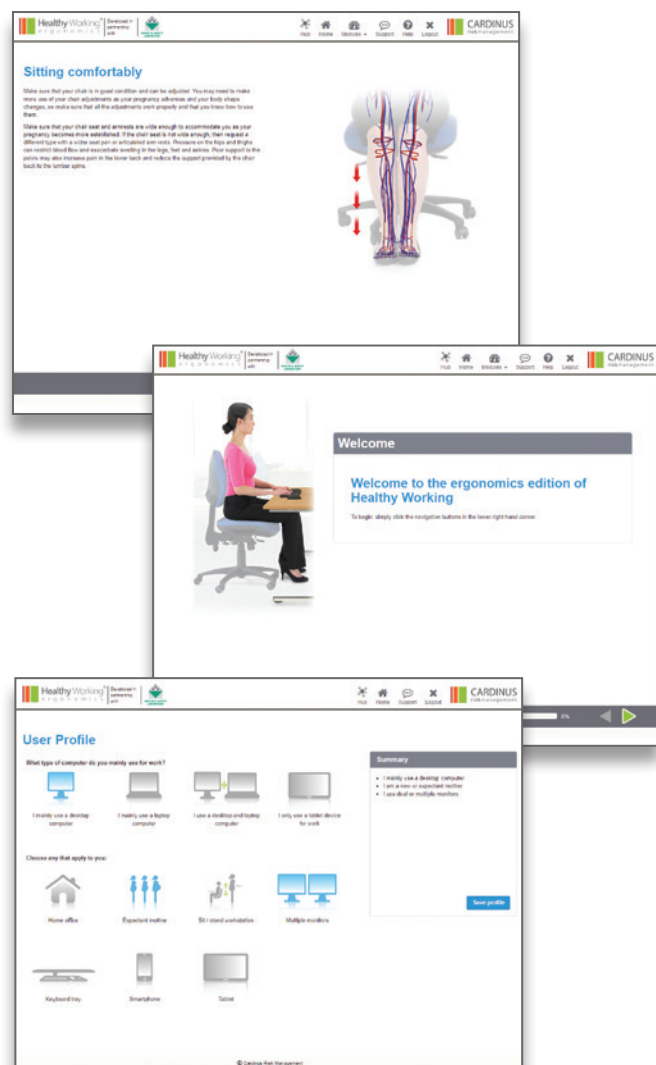 Healthy Working
ergonomics
Developed in
partnership
with
Hub Home Modules Support Help Logout
CARDINUS
risk management
Sitting comfortably
Make sure that your chair is in good condition and can be adjusted. You may need to make
more use of your chair adjustments as your pregnancy advances and your body shape
changes, so make sure that all the adjustments work properly and that you know how to use
them.
Make sure that your chair seat and armrests are wide enough to accommodate you as your
pregnancy becomes more established. If the chair seat is not wide enough, then request a
different type with a wider seat pan or articulated arm rests. Pressure on the hips and thighs
can restrict blood flow and exacerbate swelling in the legs, feet and ankles. Poor support to the
pelvis may also increase pain in the lower back and reduce the support provided by the chair
back to the lumbar spine.
Healthy Working
ergonomics
Developed in
partnership
with
Hub Home Modules Support Help Logout
CARDINUS
risk management
Welcome
Welcome to the ergonomics edition of
Healthy Working
To begin, simply click the navigation buttons in the lower right hand corner
0%
Healthy Working
ergonomics
Developed in
partnership
with
Hub Home Support Logout
CARDINUS
risk management
User Profile
What type of computer do you mainly use for work?
I mainly use a desktop
computer
I mainly use a laptop
computer
I use a desktop and laptop
computer
I only use a tablet device
for work
Choose any that apply to you:
Home office
Expectant mother
Sit / stand workstation
Multiple monitors
Keyboard tray
Smartphone
Tablet
Summary
I mainly use a desktop computer
I am a new or expectant mother
I use dual or multiple monitors
Save profile
© Cardinus Risk Management